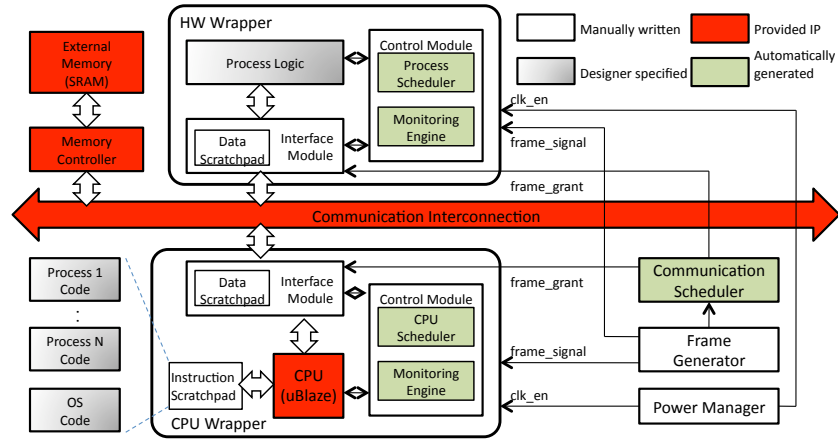 HW Wrapper
External
Memory
(SRAM)
Memory
Controller
Process Logic
Control Module
Process
Scheduler
Monitoring
Engine
Data
Scratchpad
Interface
Module
Manually written
Provided IP
Designer specified
Automatically
generated
clk_en
frame_signal
frame_grant
Communication Interconnection
Process 1
Code
:
Process N
Code
OS
Code
Data
Scratchpad
Interface
Module
Control Module
CPU
Scheduler
Monitoring
Engine
Instruction
Scratchpad
CPU
(uBlaze)
CPU Wrapper
frame_grant
frame_signal
clk_en
Communication
Scheduler
Frame
Generator
Power Manager